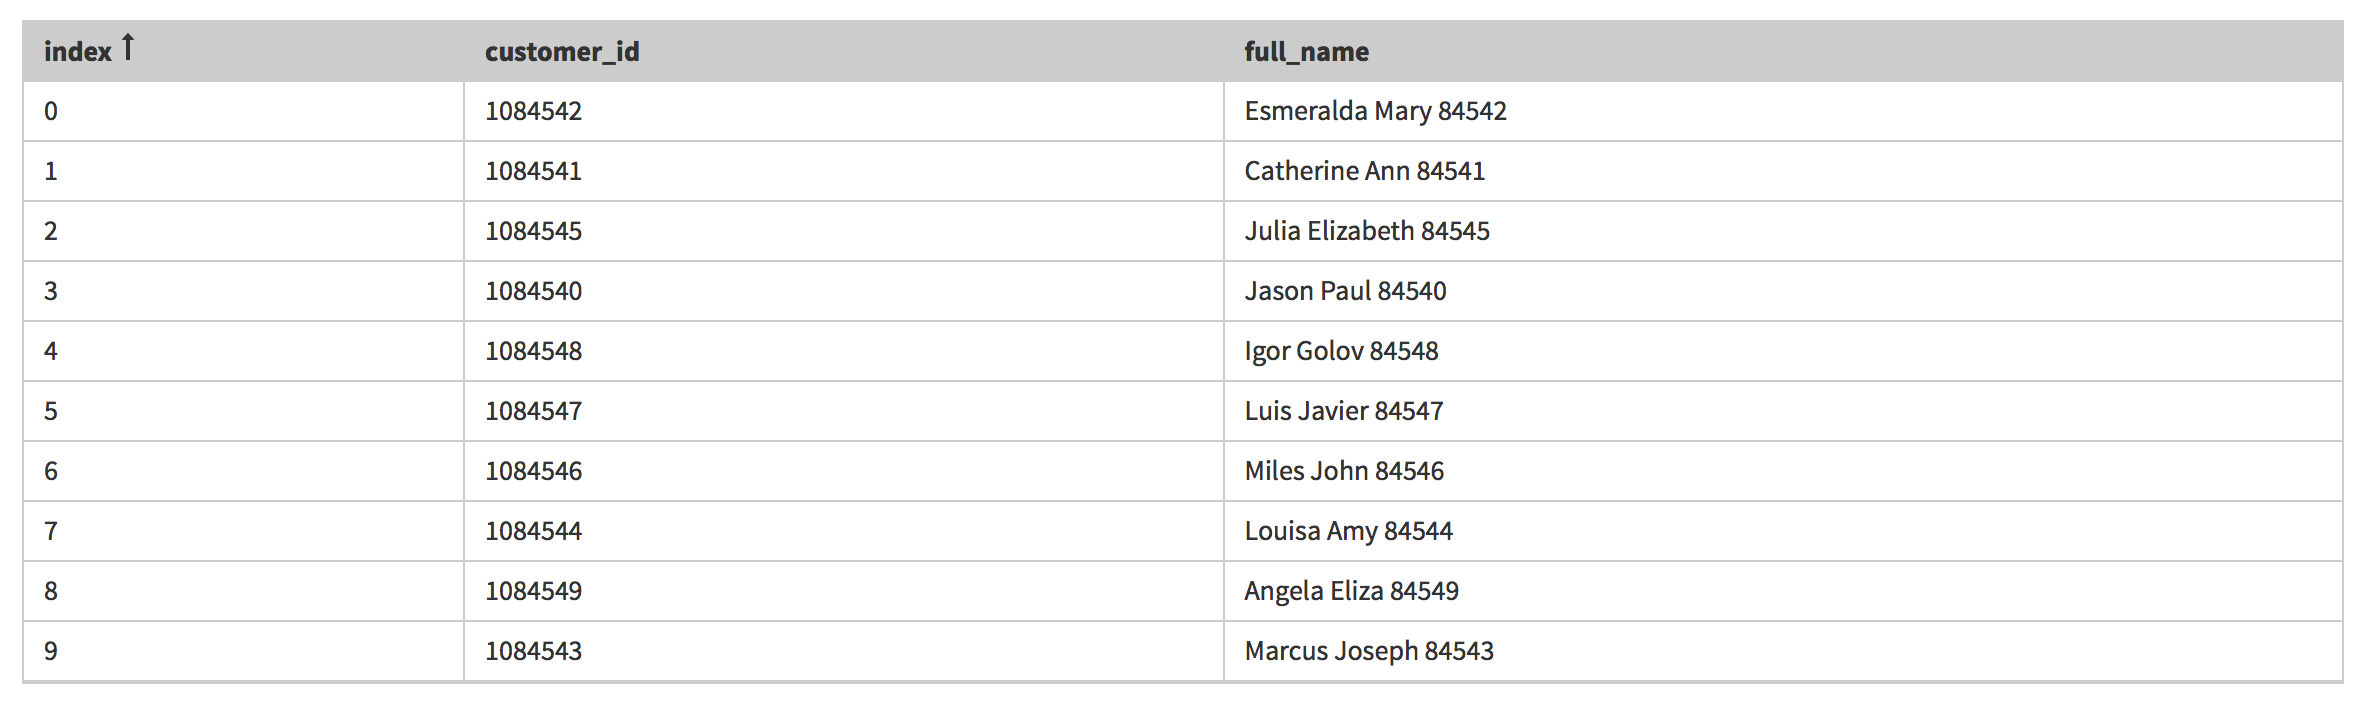 index ↑ customer_id full_name
0 1084542 Esmeralda Mary 84542
1 1084541 Catherine Ann 84541
2 1084545 Julia Elizabeth 84545
3 1084540 Jason Paul 84540
4 1084548 Igor Golov 84548
5 1084547 Luis Javier 84547
6 1084546 Miles John 84546
7 1084544 Louisa Amy 84544
8 1084549 Angela Eliza 84549
9 1084543 Marcus Joseph 84543